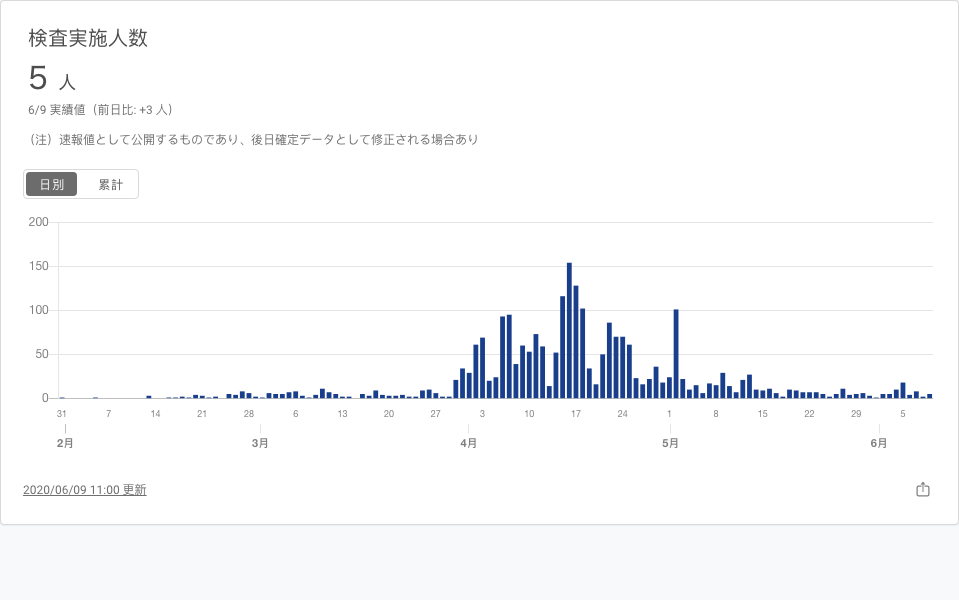 検査実施人数
5 人
6/9 実績値（前日比: +3 人）
（注）速報値として公開するものであり、後日確定データとして修正される場合あり
日別 累計
200
150
100
50
0
31 7 14 21 28 6 13 20 27 3 10 17 24 1 8 15 22 29 5
2月 3月 4月 5月 6月
2020/06/09 11:00 更新